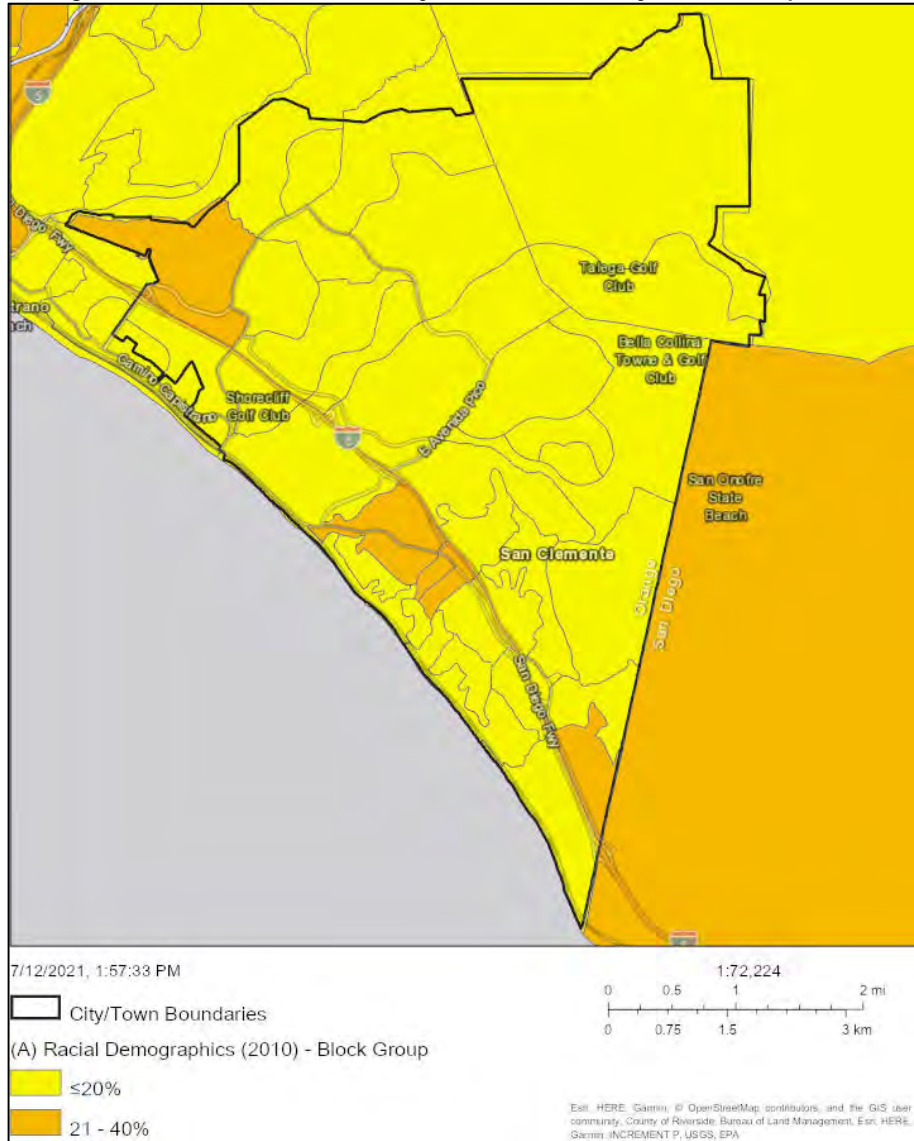 5
Diego Fwy
trano
ch
Camino Capistrano
Shorecliff
Golf Club
5
E Avenida Pico
Talega Golf
Club
Bella Collina
Towne & Golf
Club
San Onofre
State
Beach
San Clemente
Orange
San Diego
San Diego Fwy
7/12/2021, 1:57:33 PM
City/Town Boundaries
(A) Racial Demographics (2010) - Block Group
≤20%
21 - 40%
1:72,224
0 0.5 1 2 mi
0 0.75 1.5 3 km
Esri, HERE, Garmin, © OpenStreetMap contributors, and the GIS user
community, County of Riverside, Bureau of Land Management, Esri, HERE,
Garmin, INCREMENT P, USGS, EPA